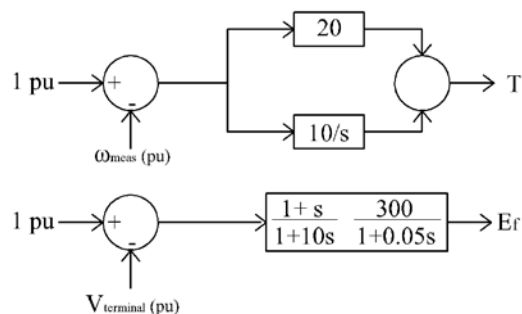 20
1 pu
+
-
T
10/s
ωmeas (pu)
1 pu
+
-
1+s
1+10s
300
1+0.05s
Ef
Vterminal (pu)